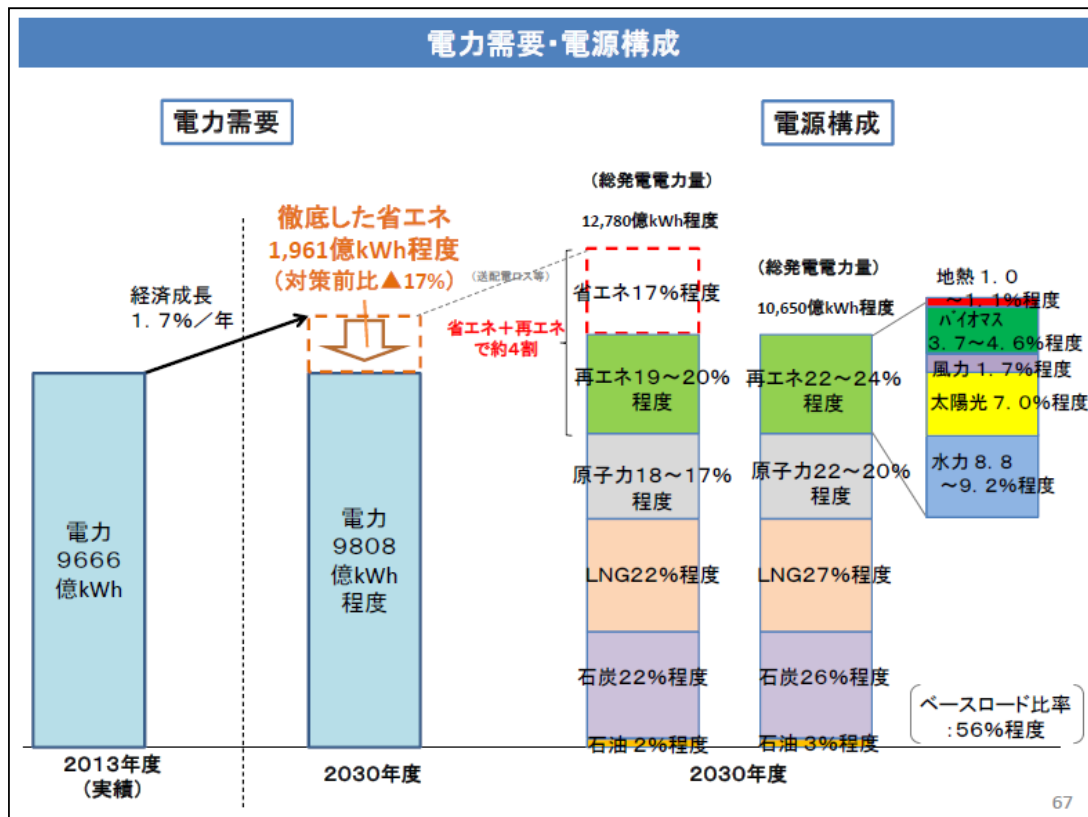 電力需要・電源構成
電力需要
経済成長
1.7%/年
徹底した省エネ
1,961億kWh程度
(対策前比▲17%)
電力
9666
億kWh
電力
9808
億kWh
程度
2013年度
(実績)
2030年度
電源構成
(総発電電力量)
12,780億kWh程度
(送配電ロス等)
省エネ+再エネ
で約4割
省エネ17%程度
再エネ19~20%
程度
原子力18~17%
程度
LNG22%程度
石炭22%程度
石油 2%程度
(総発電電力量)
10,650億kWh程度
再エネ22~24%
程度
原子力22~20%
程度
LNG27%程度
石炭26%程度
石油 3%程度
地熱 1.0
~1.1%程度
バイオマス
3.7~4.6%程度
風力 1.7%程度
太陽光 7.0%程度
水力 8.8
~9.2%程度
ベースロード比率
:56%程度
2030年度
67